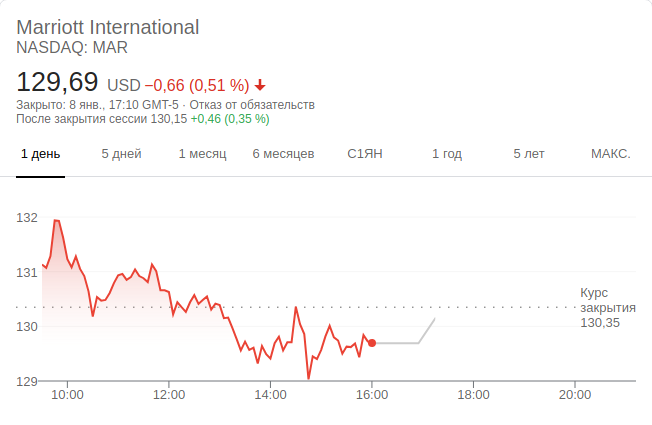 Marriott International
NASDAQ: MAR
129,69 USD −0,66 (0,51 %)
Закрыто: 8 янв., 17:10 GMT-5 · Отказ от обязательств
После закрытия сессии 130,15 +0,46 (0,35 %)
1 день 5 дней 1 месяц 6 месяцев С1ЯН 1 год 5 лет МАКС.
132
131
Курс
закрытия
130,35
130
129
10:00 12:00 14:00 16:00 18:00 20:00